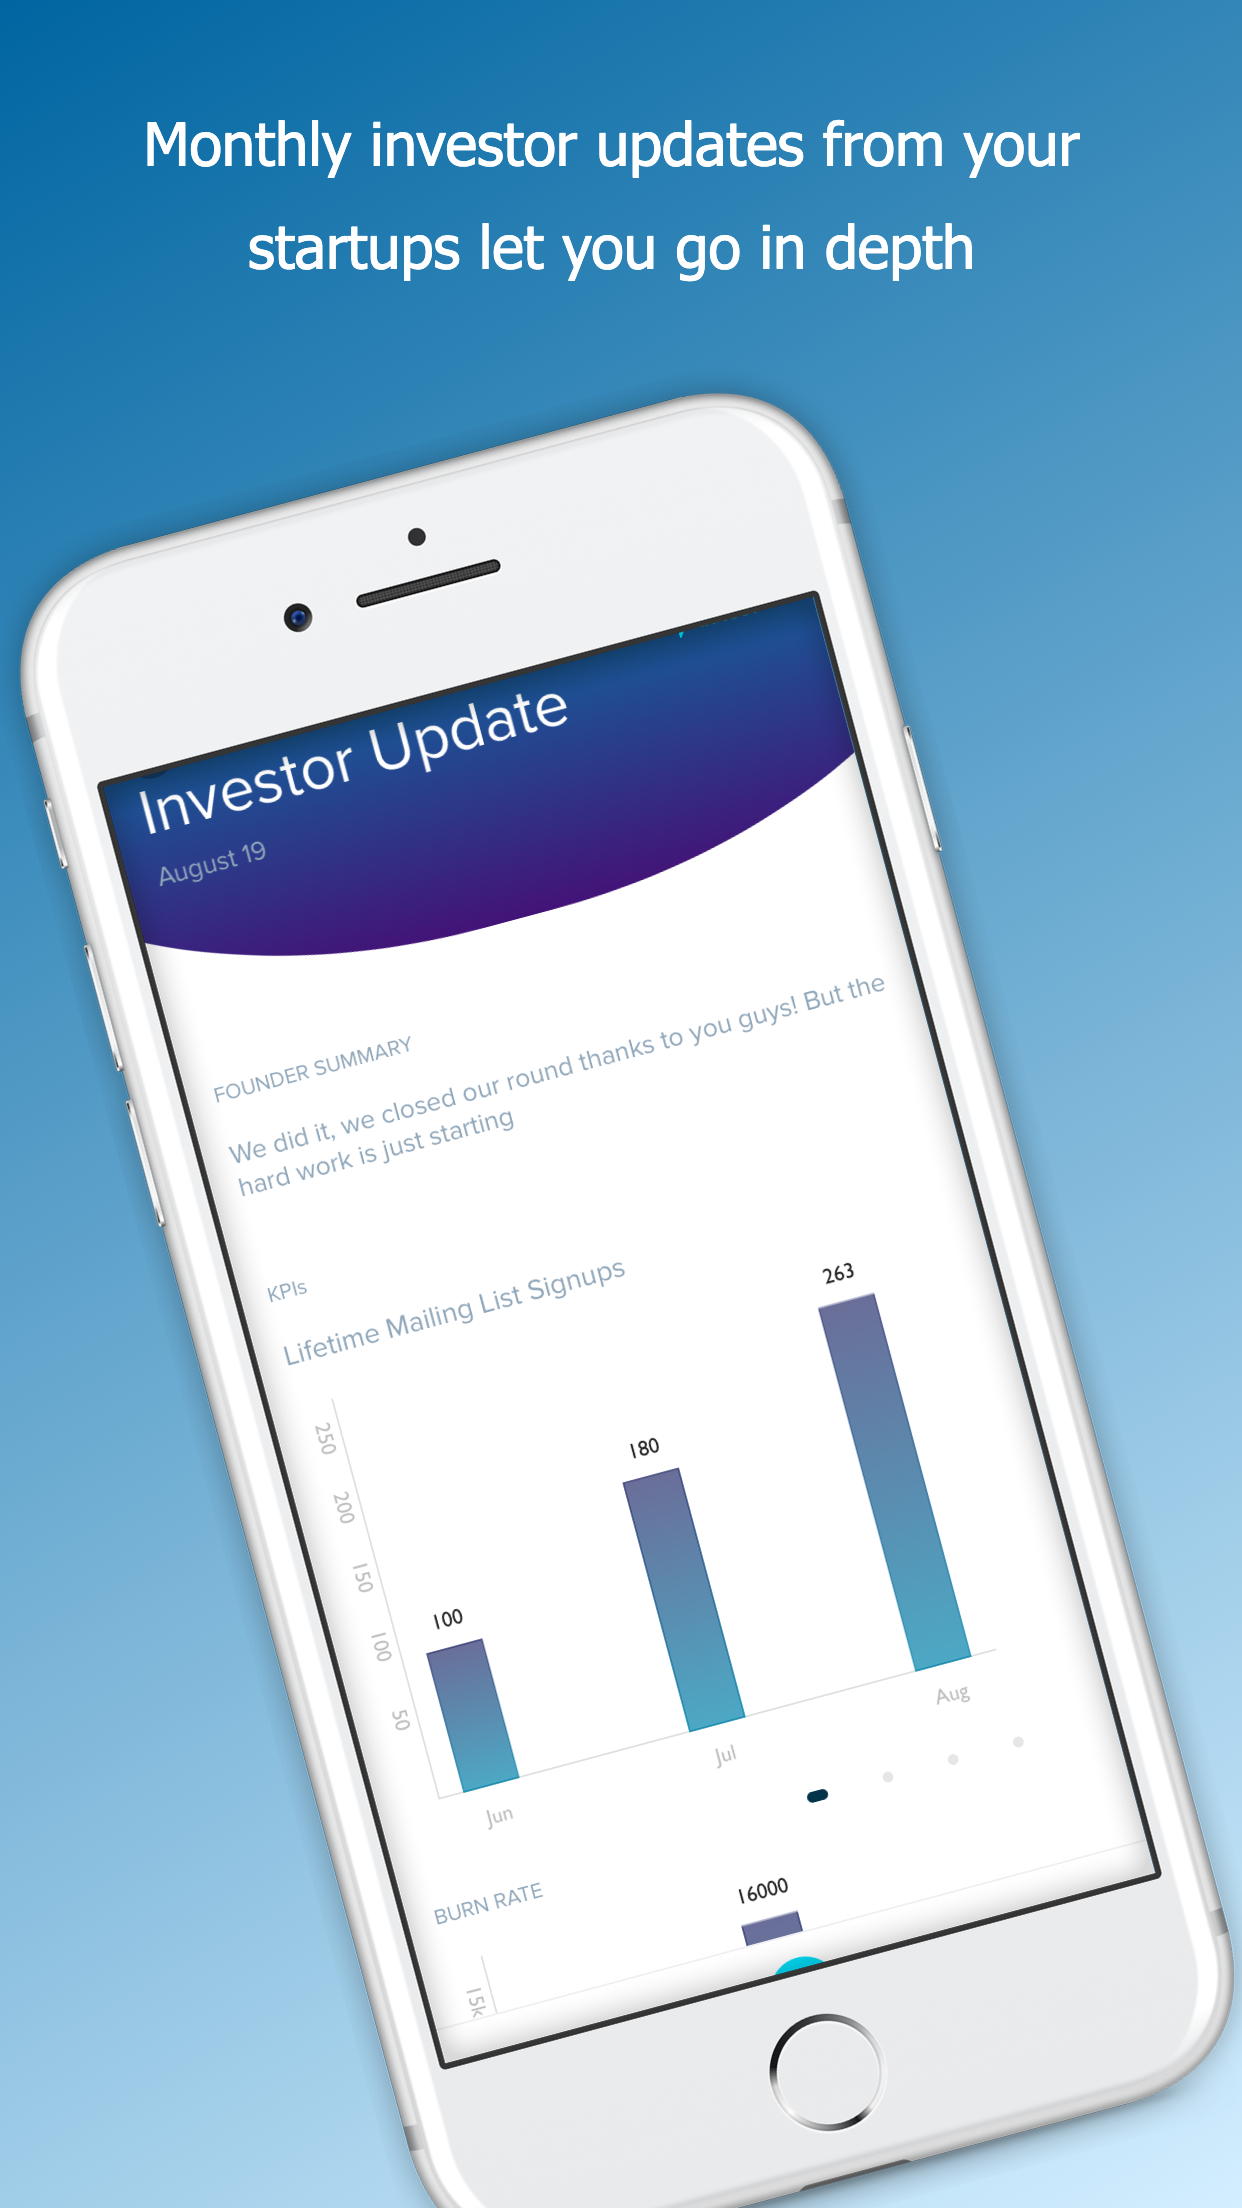 Monthly investor updates from your
startups let you go in depth
Investor Update
August 19
FOUNDER SUMMARY
We did it, we closed our round thanks to you guys! But the
hard work is just starting
KPIs
Lifetime Mailing List Signups
250
200
150
100
50
100
180
263
Jun
Jul
Aug
BURN RATE
16000
15k